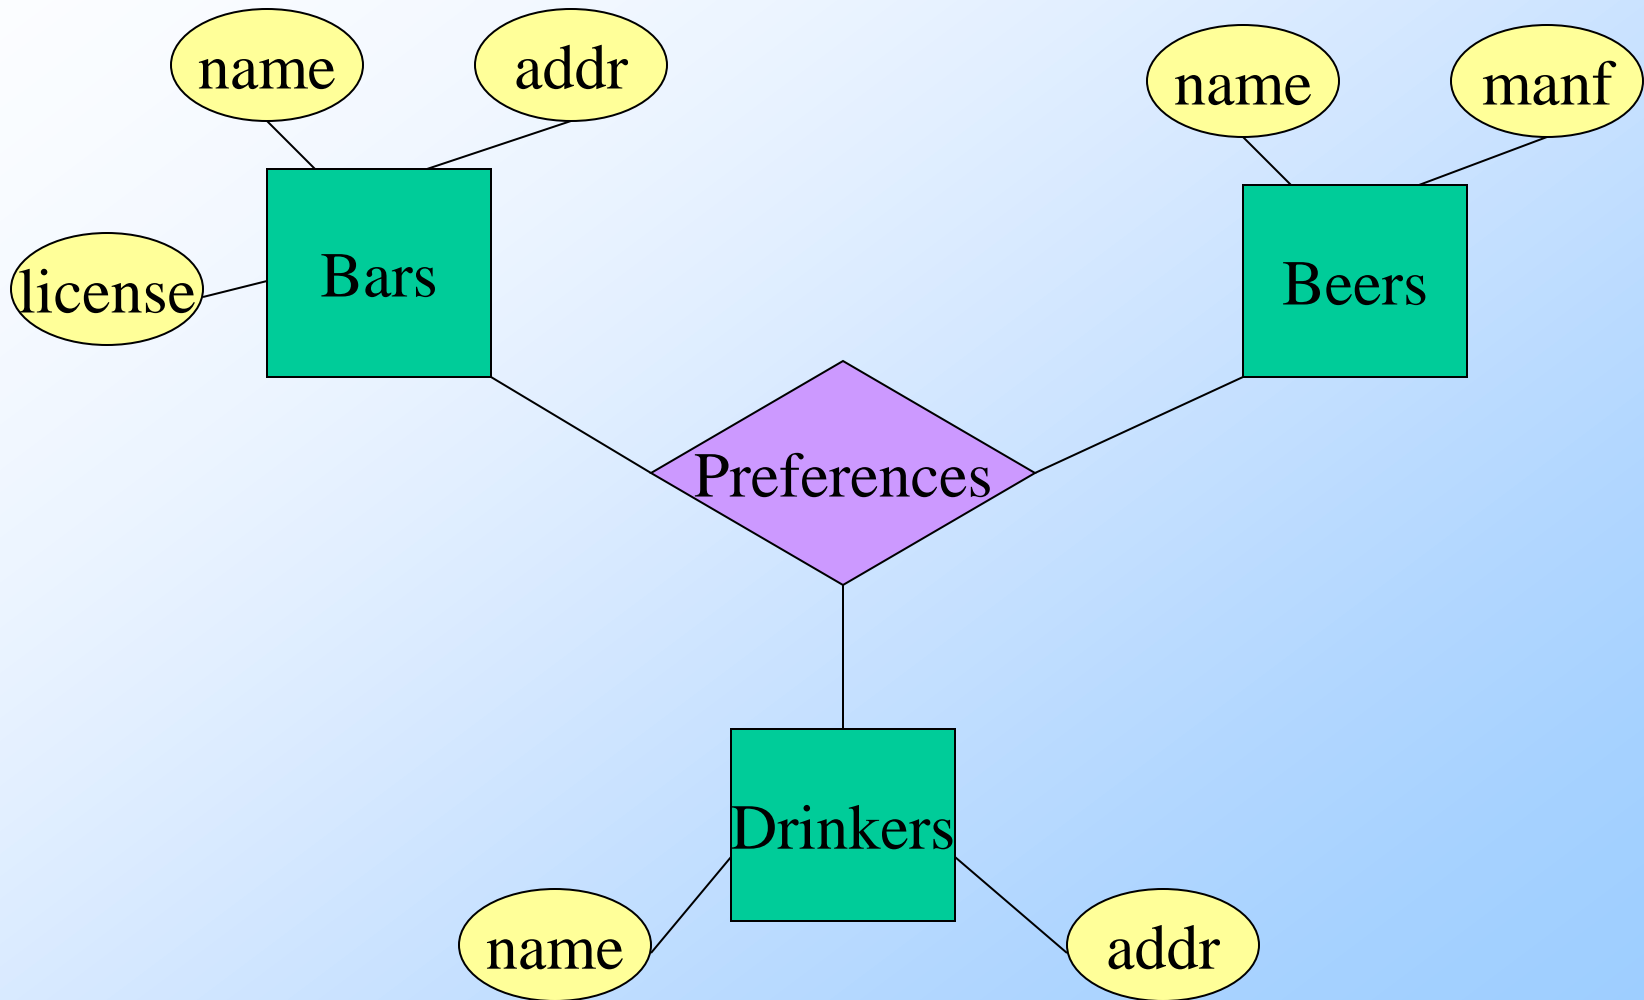 name
addr
name
manf
license
Bars
Beers
Preferences
Drinkers
name
addr